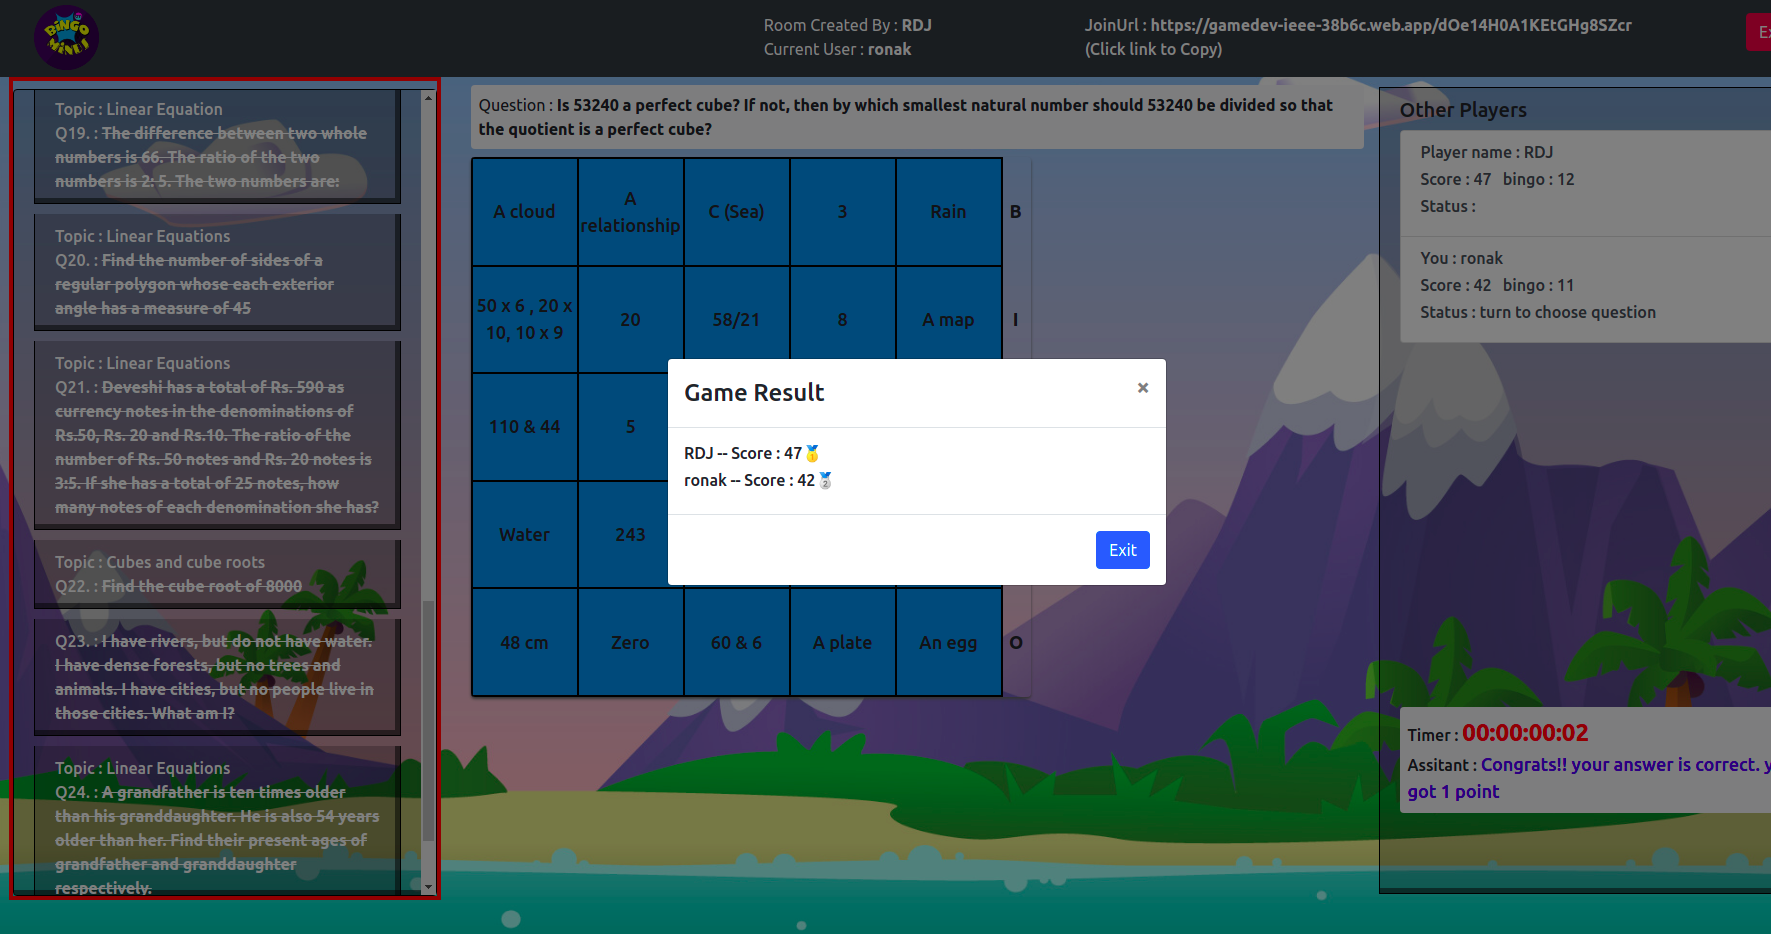 BINGO
MINDS
Room Created By : RDJ
Current User : ronak
JoinUrl : https://gamedev-ieee-38b6c.web.app/dOe14H0A1KEtGHg8SZcr
(Click link to Copy)
Ex
Topic : Linear Equation
Q19. : The difference between two whole
numbers is 66. The ratio of the two
numbers is 2: 5. The two numbers are:
Topic : Linear Equations
Q20. : Find the number of sides of a
regular polygon whose each exterior
angle has a measure of 45
Topic : Linear Equations
Q21. : Deveshi has a total of Rs. 590 as
currency notes in the denominations of
Rs.50, Rs. 20 and Rs.10. The ratio of the
number of Rs. 50 notes and Rs. 20 notes is
3:5. If she has a total of 25 notes, how
many notes of each denomination she has?
Topic : Cubes and cube roots
Q22. : Find the cube root of 8000
Q23. : I have rivers, but do not have water.
I have dense forests, but no trees and
animals. I have cities, but no people live in
those cities. What am I?
Topic : Linear Equations
Q24. : A grandfather is ten times older
than his granddaughter. He is also 54 years
older than her. Find their present ages of
grandfather and granddaughter
respectively.
Question : Is 53240 a perfect cube? If not, then by which smallest natural number should 53240 be divided so that
the quotient is a perfect cube?
A cloud
A
relationship
C (Sea)
3
Rain
B
50 x 6 , 20 x
10, 10 x 9
20
58/21
8
A map
I
110 & 44
5
Water
243
48 cm
Zero
60 & 6
A plate
An egg
O
Game Result
×
RDJ -- Score : 47
ronak -- Score : 42
Exit
Other Players
Player name : RDJ
Score : 47 bingo : 12
Status :
You : ronak
Score : 42 bingo : 11
Status : turn to choose question
Timer : 00:00:00:02
Assitant : Congrats!! your answer is correct. y
got 1 point